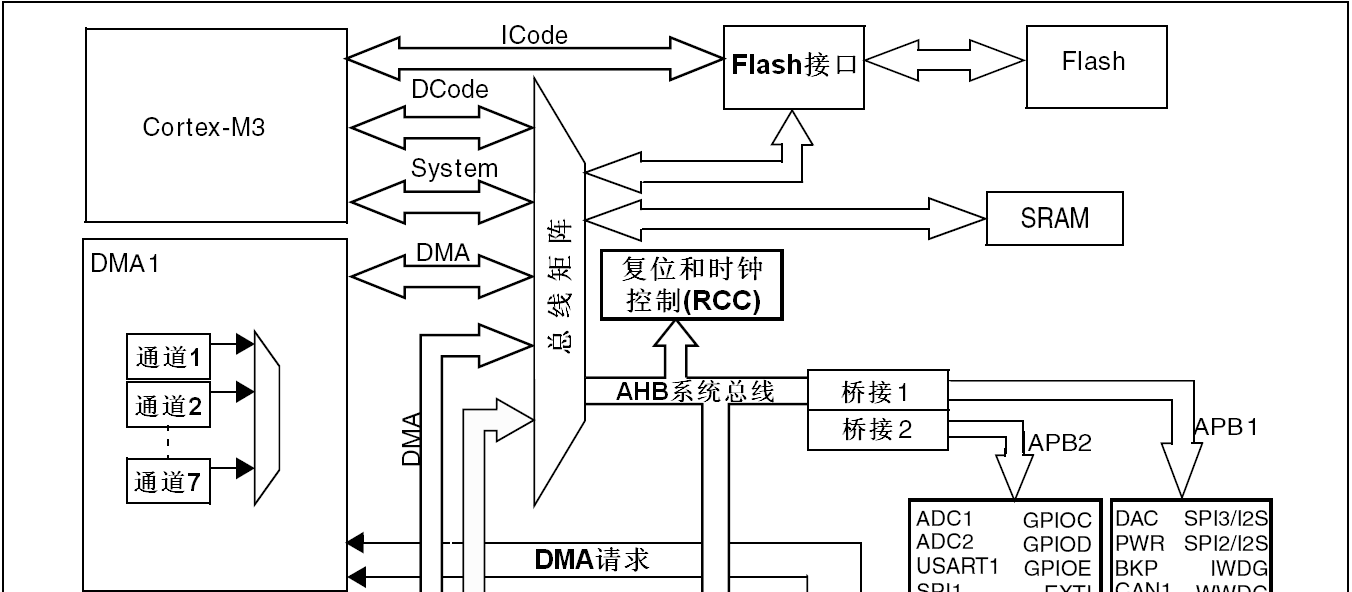 ICode
Flash接口
Flash
DCode
Cortex-M3
System
SRAM
DMA
DMA1
总线矩阵
复位和时钟
控制(RCC)
通道1
AHB系统总线
桥接1
通道2
桥接2
DMA
APB2
APB1
通道7
ADC1 GPIOC
ADC2 GPIOD
USART1 GPIOE
SPI1 EXTI
DAC SPI3/I2S
PWR SPI2/I2S
BKP IWDG
CAN1 WWDG
DMA请求